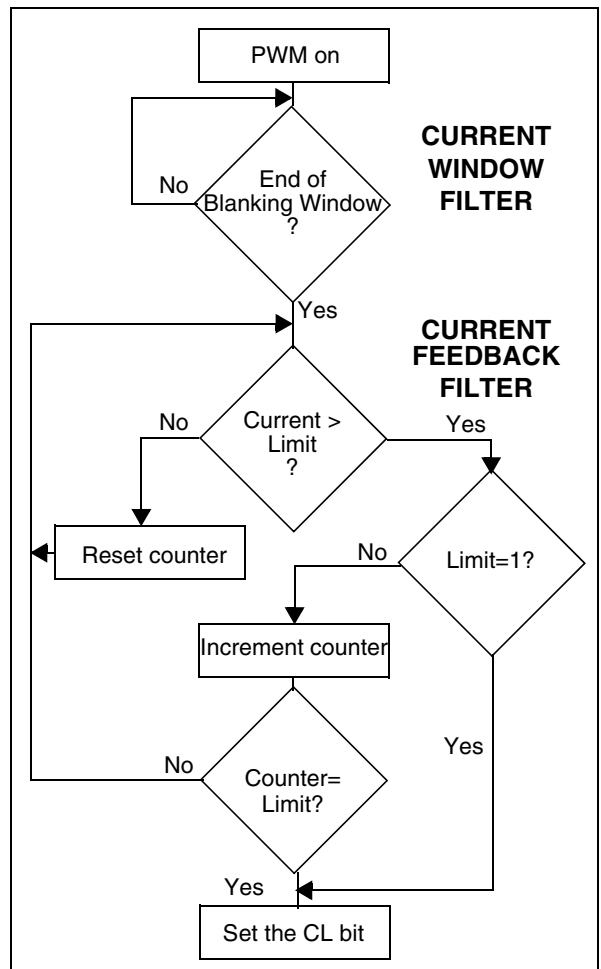 PWM on
CURRENT
WINDOW
FILTER
No
End of
Blanking Window
?
Yes
CURRENT
FEEDBACK
FILTER
No
Current >
Limit
?
Yes
Reset counter
No
Limit=1?
Increment counter
No
Counter=
Limit?
Yes
Yes
Set the CL bit